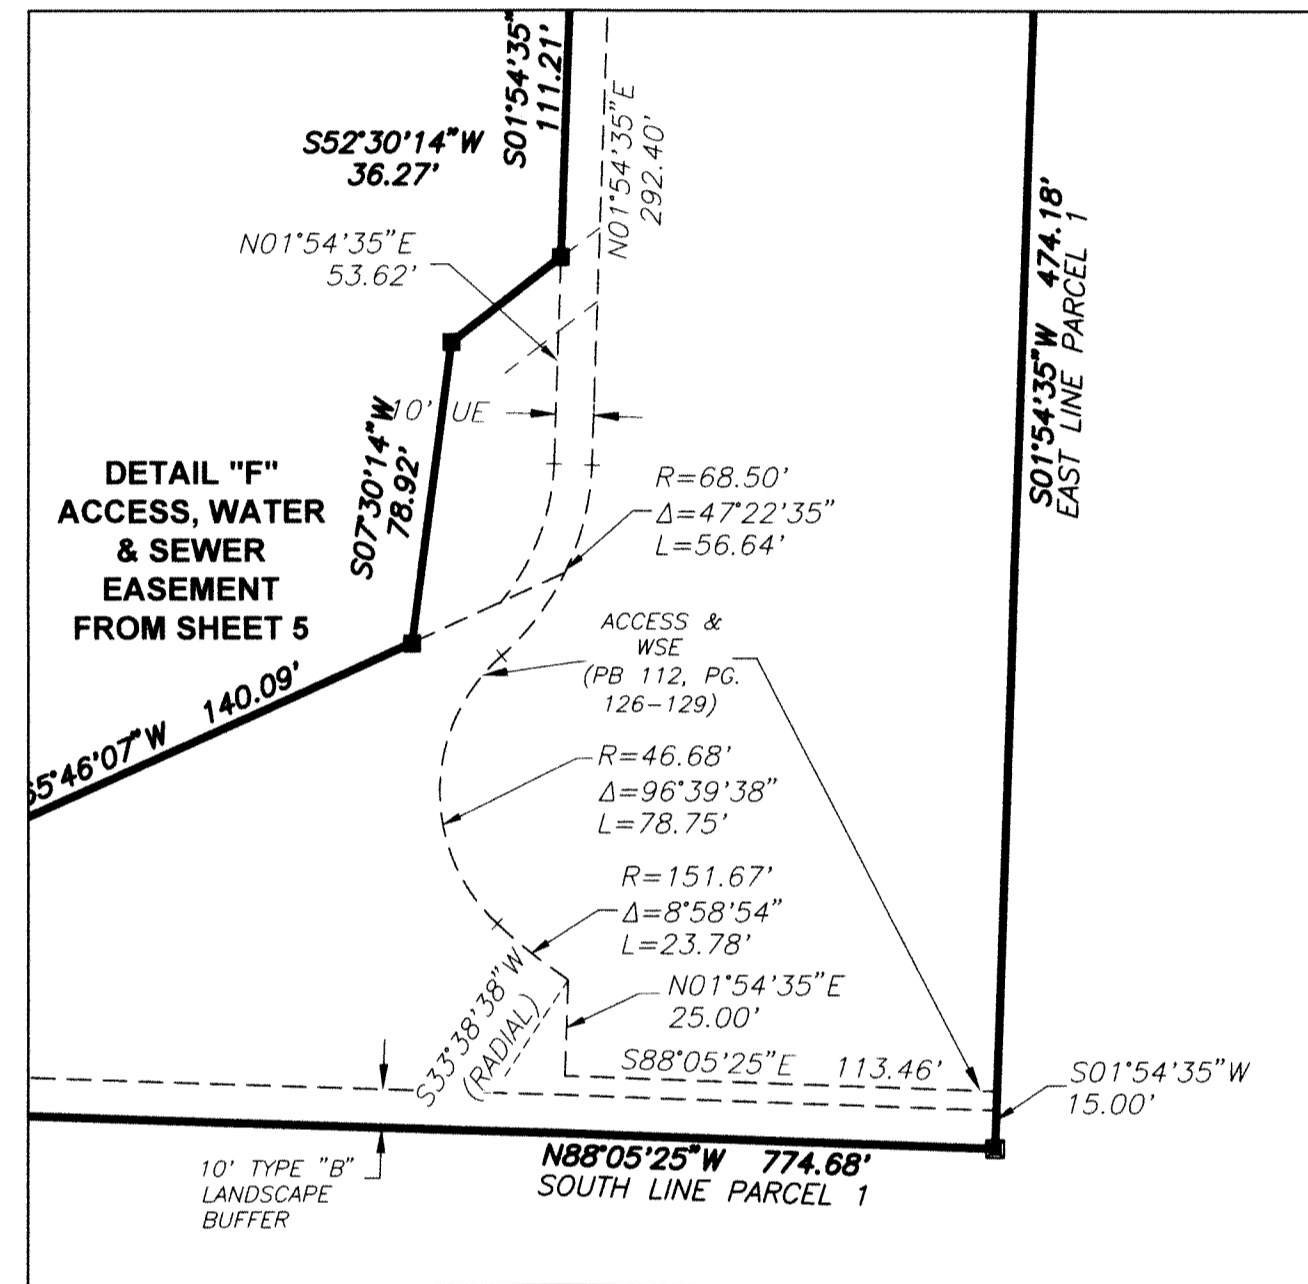 S01°54'35"
111.21'
S52°30'14"W
36.27'
N01°54'35"E
292.40'
N01°54'35"E
53.62'
S01°54'35"W 474.18'
EAST LINE PARCEL 1
10' UE
S07°30'14"W
78.92'
DETAIL "F"
ACCESS, WATER
& SEWER
EASEMENT
FROM SHEET 5
R=68.50'
Δ=47°22'35"
L=56.64'
ACCESS &
WSE
(PB 112, PG.
126-129)
5°46'07"W 140.09'
R=46.68'
Δ=96°39'38"
L=78.75'
R=151.67'
Δ=8°58'54"
L=23.78'
S33°38'38"W
(RADIAL)
N01°54'35"E
25.00'
S88°05'25"E 113.46'
S01°54'35"W
15.00'
N88°05'25"W 774.68'
SOUTH LINE PARCEL 1
10' TYPE "B"
LANDSCAPE
BUFFER